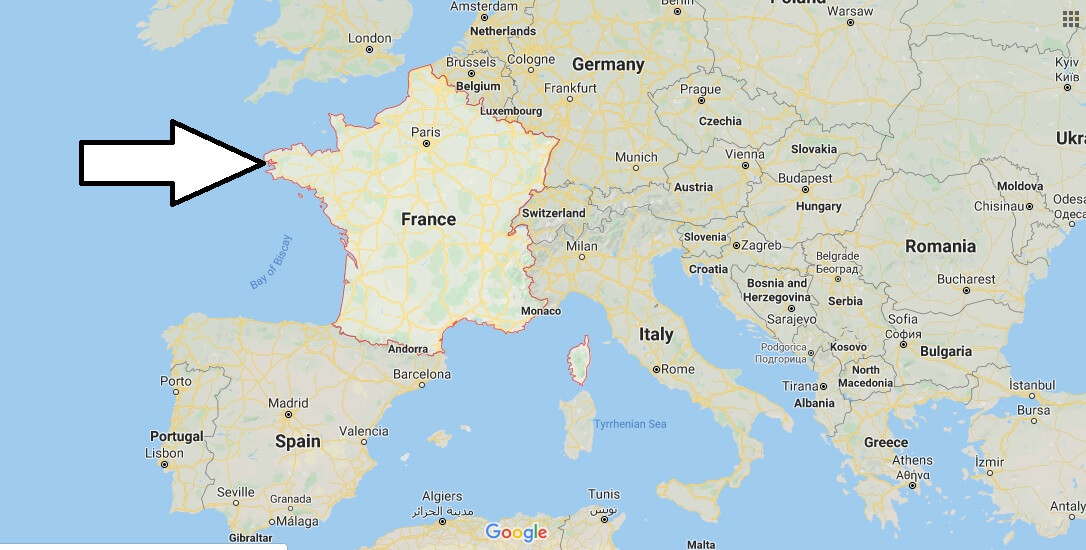 Amsterdam
Netherlands
Berlin
Poland
Warsaw
London
Brussels
Belgium
Cologne
Germany
Frankfurt
Prague
Czechia
Kyiv
Київ
Luxembourg
Paris
Ukra
Munich
Vienna
Slovakia
Austria
Budapest
Hungary
Moldova
Chisinau
Odesa
Одеса
France
Switzerland
Milan
Slovenia
Zagreb
Croatia
Romania
Bay of Biscay
Belgrade
Београд
Bucharest
Bosnia and
Herzegovina
Serbia
Sarajevo
Sofia
София
Monaco
Italy
Andorra
Podgorica
Подгорица
Kosovo
Bulgaria
Barcelona
Rome
North
Macedonia
Tirana
Albania
İstanbul
Bursa
Porto
Madrid
Spain
Portugal
Lisbon
Valencia
Tyrrhenian Sea
Greece
Athens
Αθήνα
İzmir
Seville
Granada
Málaga
Gibraltar
Algiers
مدينة الجزائر
Google
Tunis
تونس
Malta
Antaly